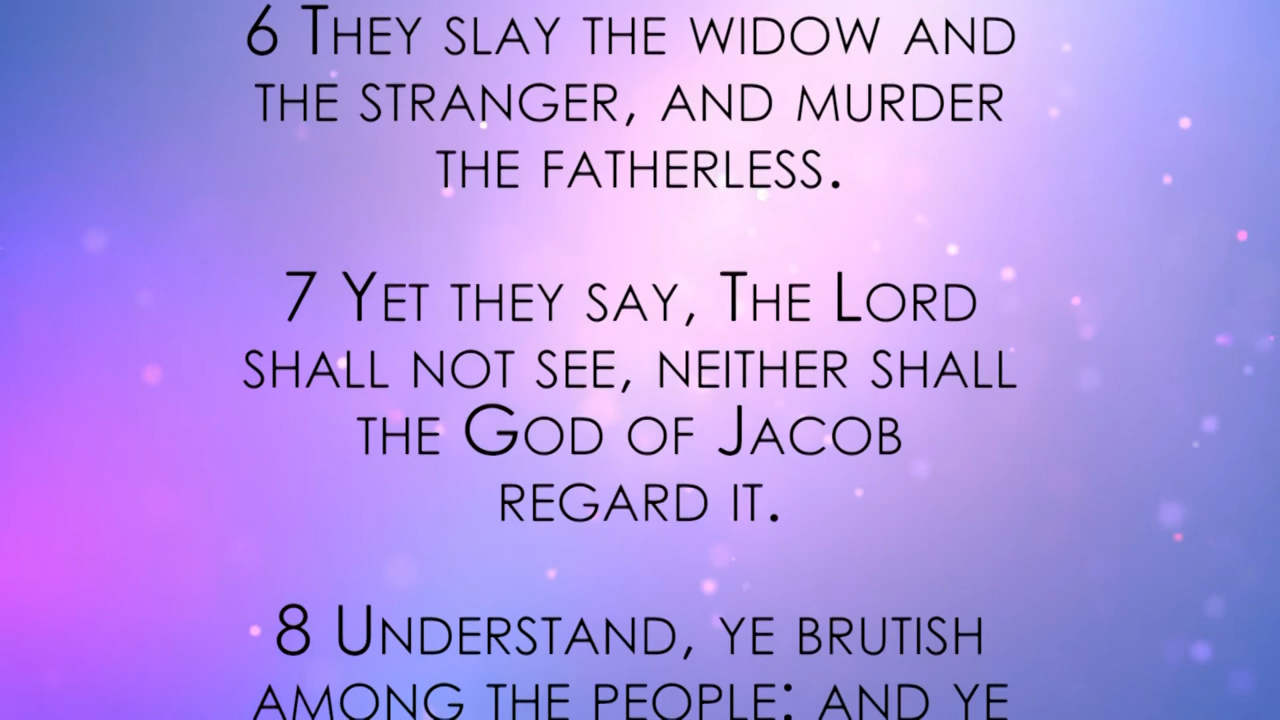 6 They slay the widow and
the stranger, and murder
the fatherless.
7 Yet they say, The Lord
shall not see, neither shall
the God of Jacob
regard it.
8 Understand, ye brutish
among the people: and ye